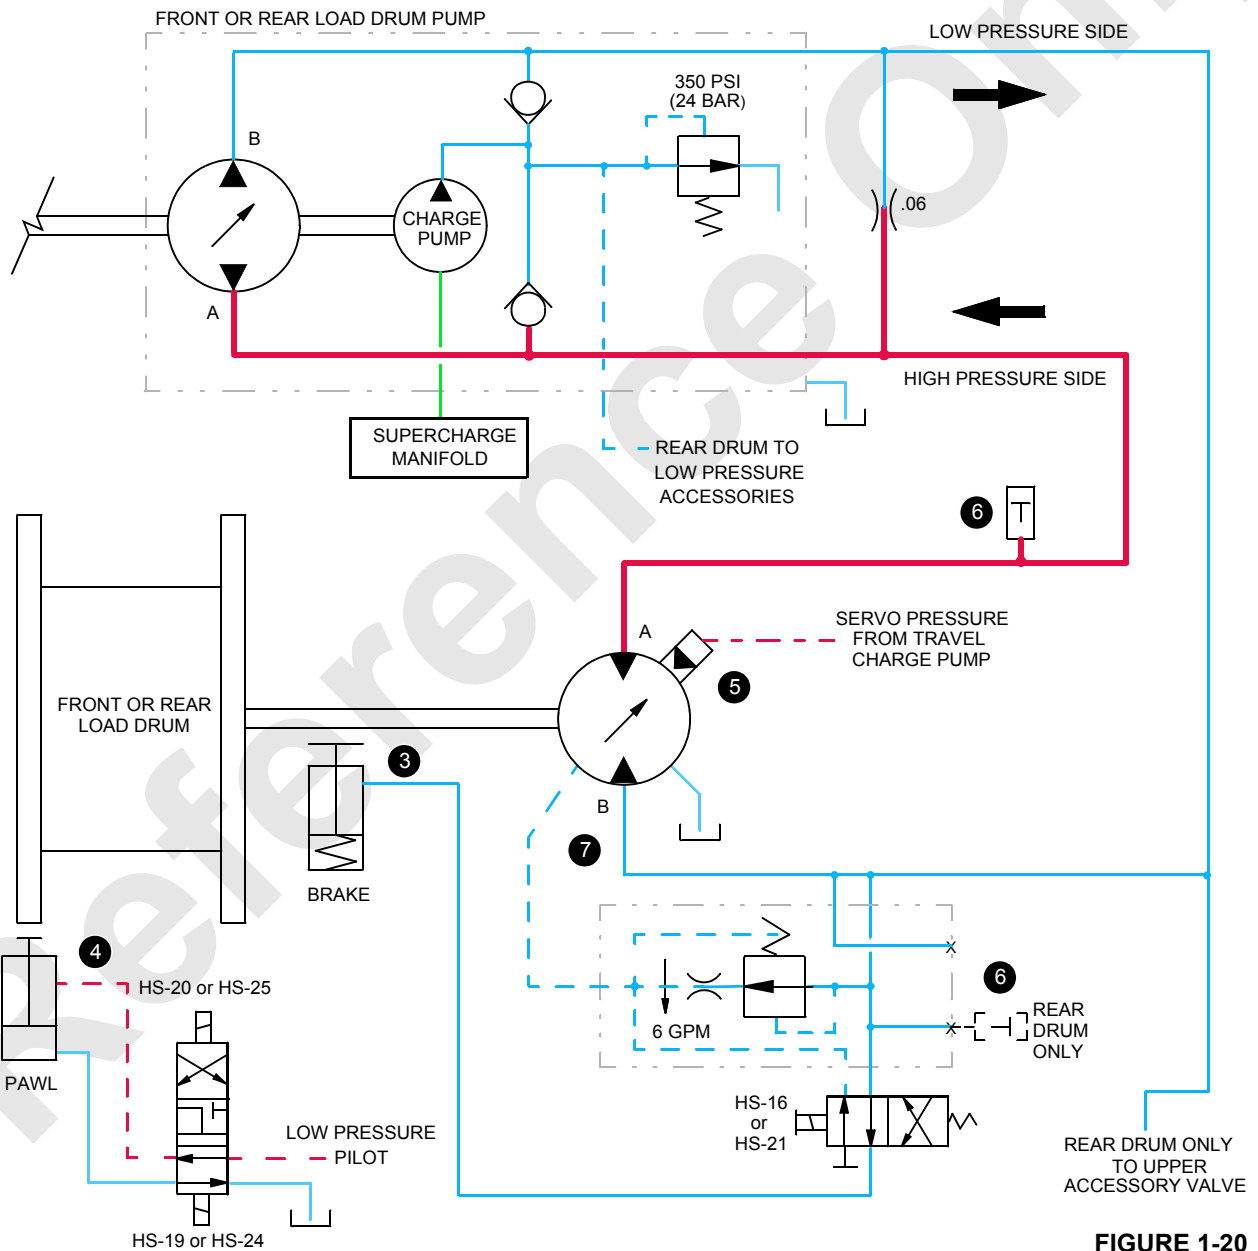 FRONT OR REAR LOAD DRUM PUMP
LOW PRESSURE SIDE
350 PSI
(24 BAR)
B
CHARGE
PUMP
.06
A
HIGH PRESSURE SIDE
SUPERCHARGE
MANIFOLD
REAR DRUM TO
LOW PRESSURE
ACCESSORIES
6
SERVO PRESSURE
FROM TRAVEL
CHARGE PUMP
A
5
FRONT OR REAR
LOAD DRUM
3
B
7
BRAKE
4
HS-20 or HS-25
6
REAR
DRUM
ONLY
6 GPM
PAWL
HS-16
or
HS-21
LOW PRESSURE
PILOT
REAR DRUM ONLY
TO UPPER
ACCESSORY VALVE
HS-19 or HS-24
FIGURE 1-20
Reference On